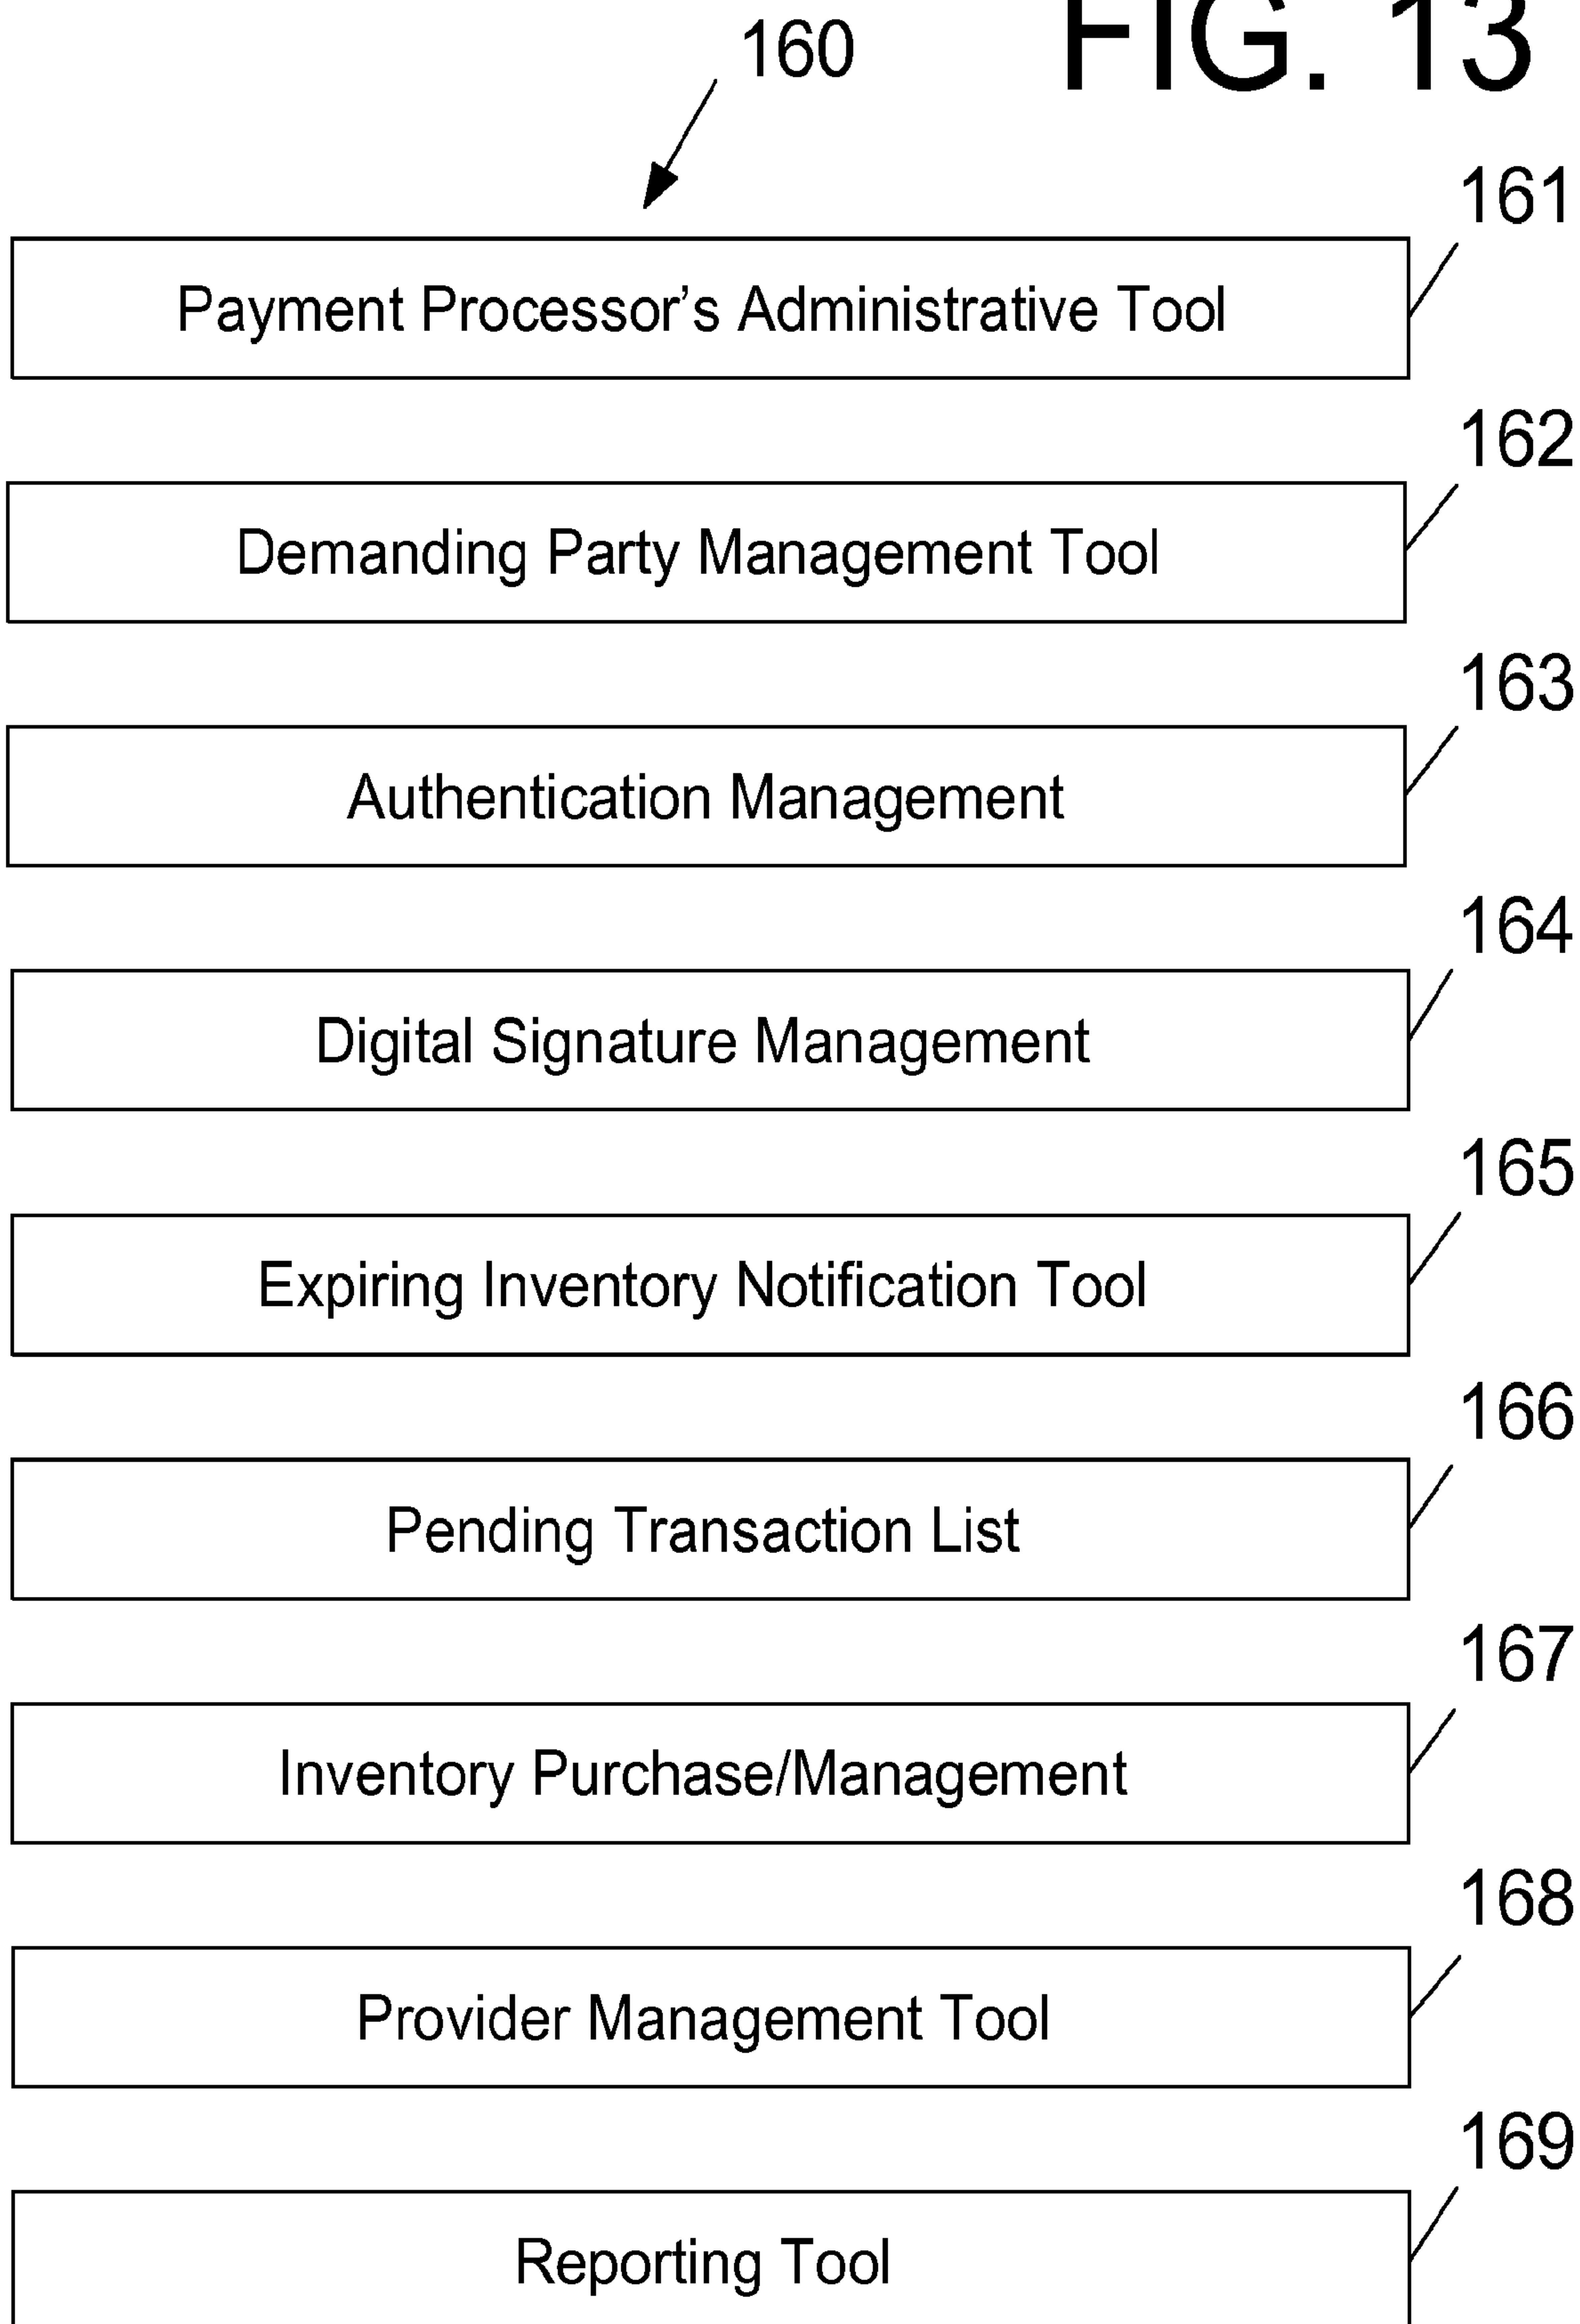 160
FIG. 13
161
Payment Processor's Administrative Tool
162
Demanding Party Management Tool
163
Authentication Management
164
Digital Signature Management
165
Expiring Inventory Notification Tool
166
Pending Transaction List
167
Inventory Purchase/Management
168
Provider Management Tool
169
Reporting Tool